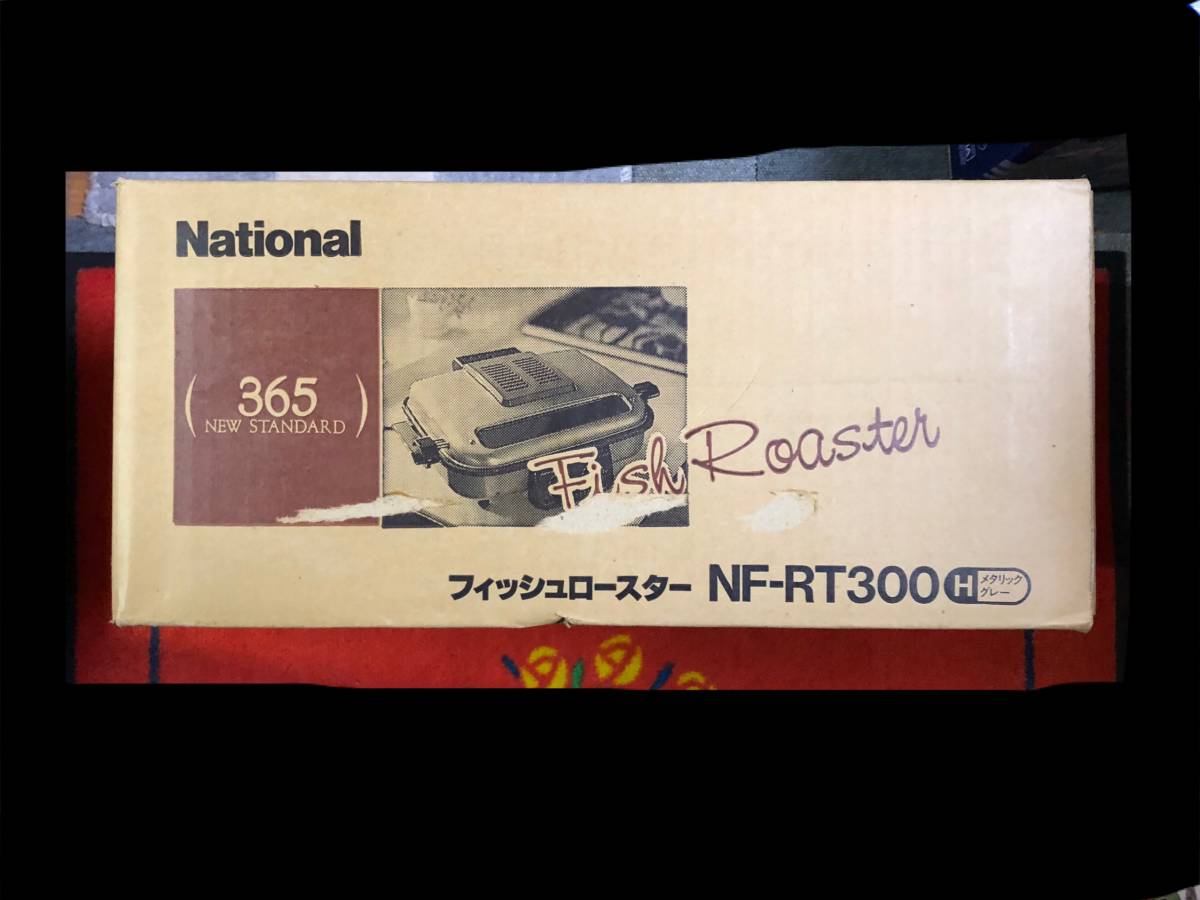 National
(365)
NEW STANDARD
Fish Roaster
フィッシュロースター NF-RT300 H メタリック
グレー